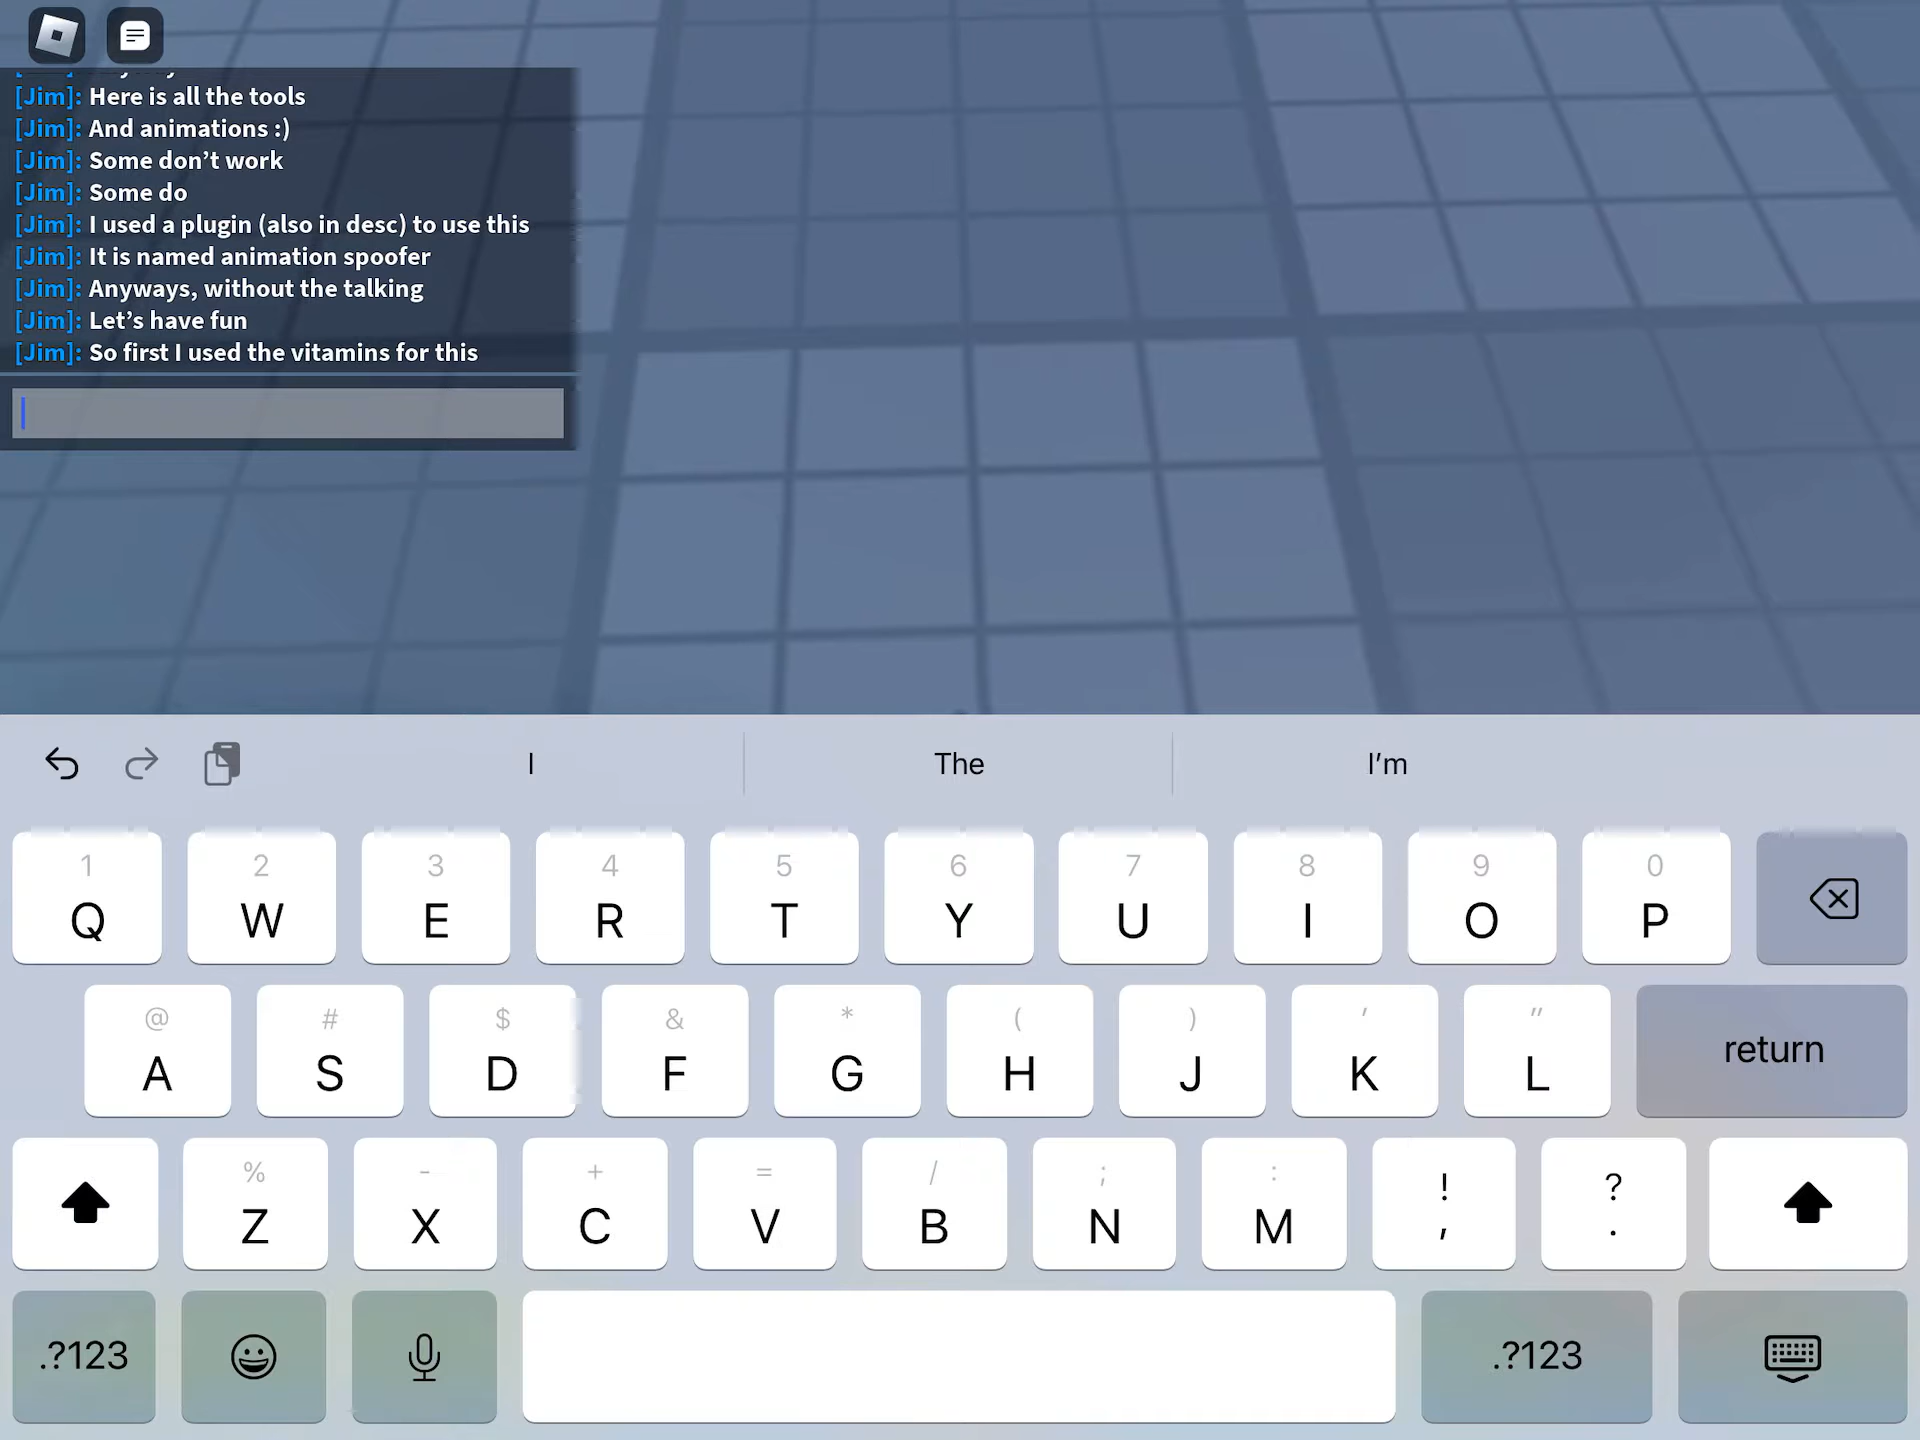 [Jim]: Here is all the tools
[Jim]: And animations :)
[Jim]: Some don’t work
[Jim]: Some do
[Jim]: I used a plugin (also in desc) to use this
[Jim]: It is named animation spoofer
[Jim]: Anyways, without the talking
[Jim]: Let’s have fun
[Jim]: So first I used the vitamins for this
I The I’m
1 2 3 4 5 6 7 8 9 0
Q W E R T Y U I O P
@ # $ & * ( ) ' "
A S D F G H J K L return
% - + = / ; : ! ?
Z X C V B N M , .
.?123 .?123